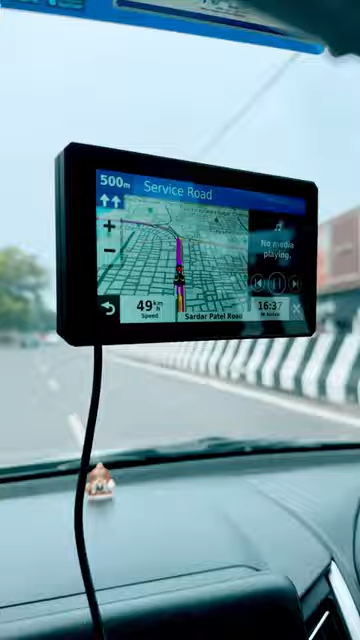 500m
Service Road
No media
playing.
49 km/h
Speed
Sardar Patel Road
16:37